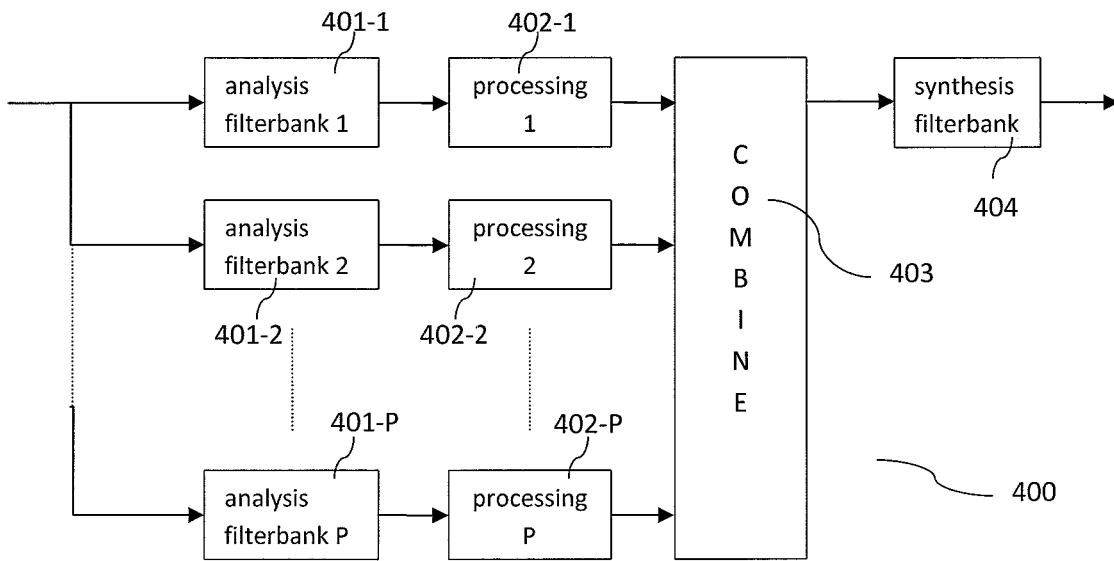 401-1
402-1
analysis
filterbank 1
processing
1
synthesis
filterbank
404
analysis
filterbank 2
processing
2
401-2
402-2
C
O
M
B
I
N
E
403
401-P
402-P
analysis
filterbank P
processing
P
400